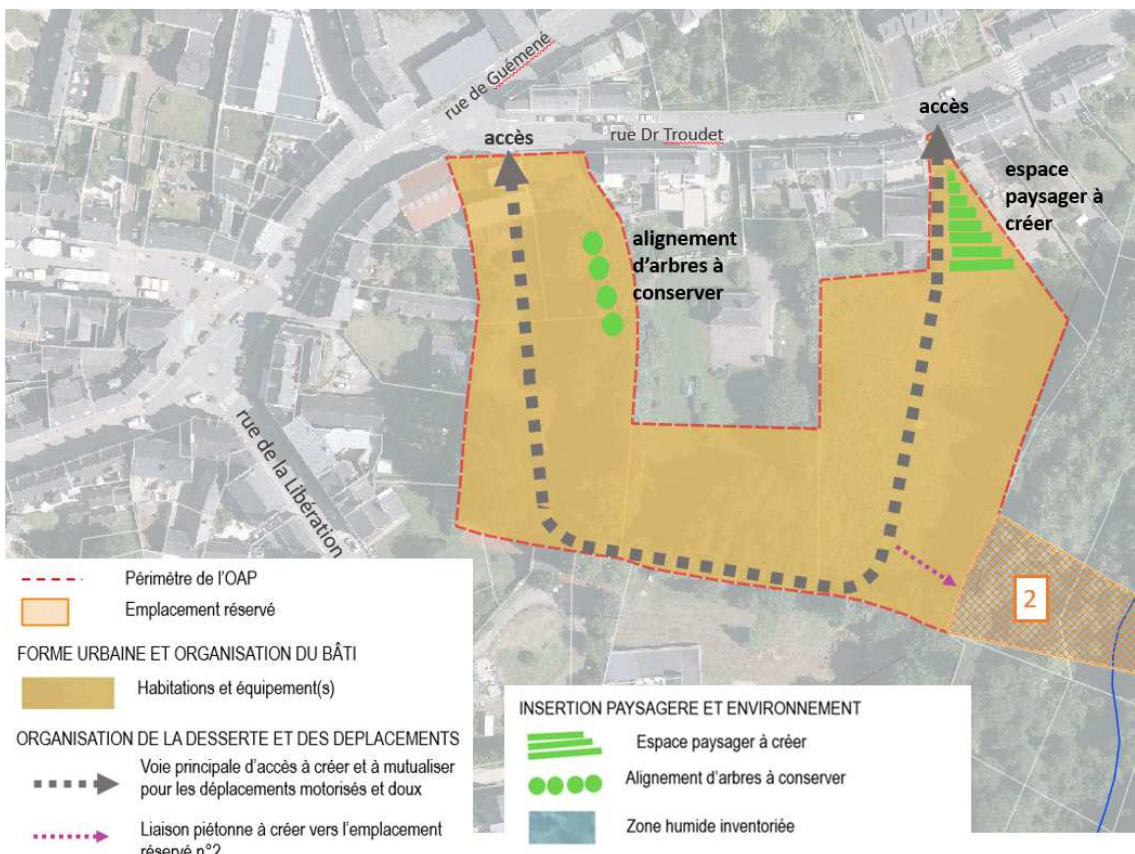 rue de Guémené
accès
rue Dr Troudet
accès
espace
paysager à
créer
alignement
d'arbres à
conserver
rue de la Libération
2
Périmètre de l'OAP
Emplacement réservé
FORME URBAINE ET ORGANISATION DU BÂTI
Habitations et équipement(s)
ORGANISATION DE LA DESSERTE ET DES DEPLACEMENTS
Voie principale d'accès à créer et à mutualiser
pour les déplacements motorisés et doux
Liaison piétonne à créer vers l'emplacement
réservé n°2
INSERTION PAYSAGERE ET ENVIRONNEMENT
Espace paysager à créer
Alignement d'arbres à conserver
Zone humide inventoriée